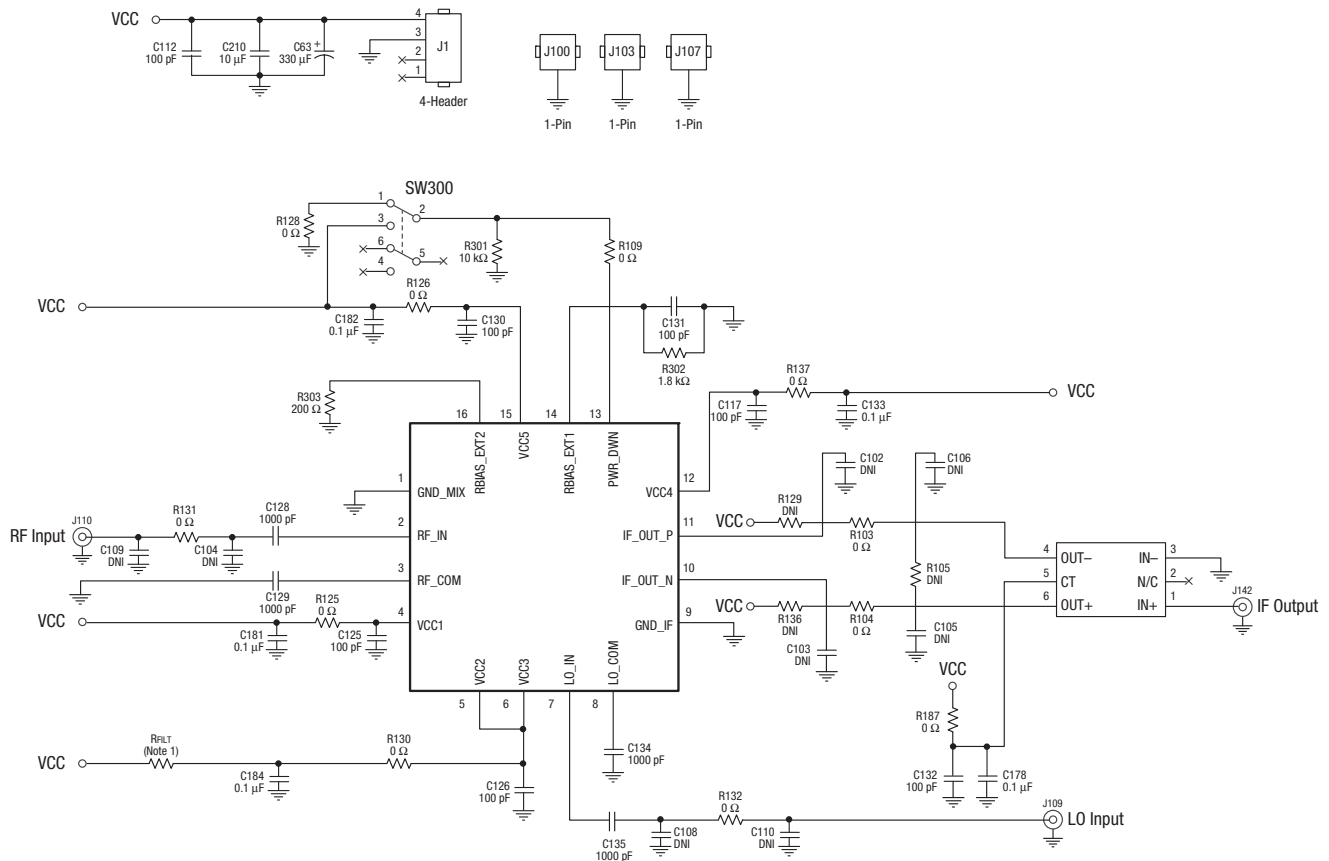 VCC
C112
100 pF
C210
10 μF
C63
330 μF
+
4
3
2
1
J1
4-Header
J100
1-Pin
J103
1-Pin
J107
1-Pin
SW300
1
2
3
6
5
4
R128
0 Ω
R301
10 kΩ
R109
0 Ω
VCC
R126
0 Ω
C182
0.1 μF
C130
100 pF
C131
100 pF
R302
1.8 kΩ
R303
200 Ω
R137
0 Ω
C117
100 pF
C133
0.1 μF
VCC
16
15
14
13
RBIAS_EXT2
VCC5
RBIAS_EXT1
PWR_DWN
1
GND_MIX
2
RF_IN
3
RF_COM
4
VCC1
12
VCC4
11
IF_OUT_P
10
IF_OUT_N
9
GND_IF
VCC2
VCC3
LO_IN
LO_COM
5
6
7
8
RF Input
J110
R131
0 Ω
C109
DNI
C104
DNI
C128
1000 pF
C129
1000 pF
VCC
R125
0 Ω
C181
0.1 μF
C125
100 pF
C102
DNI
C106
DNI
VCC
R129
DNI
R103
0 Ω
R105
DNI
VCC
R136
DNI
R104
0 Ω
C105
DNI
C103
DNI
4
OUT–
IN–
3
5
CT
N/C
2
6
OUT+
IN+
1
J142
IF Output
VCC
R187
0 Ω
C132
100 pF
C178
0.1 μF
VCC
RFILT
(Note 1)
R130
0 Ω
C184
0.1 μF
C126
100 pF
C134
1000 pF
C135
1000 pF
R132
0 Ω
C108
DNI
C110
DNI
J109
LO Input